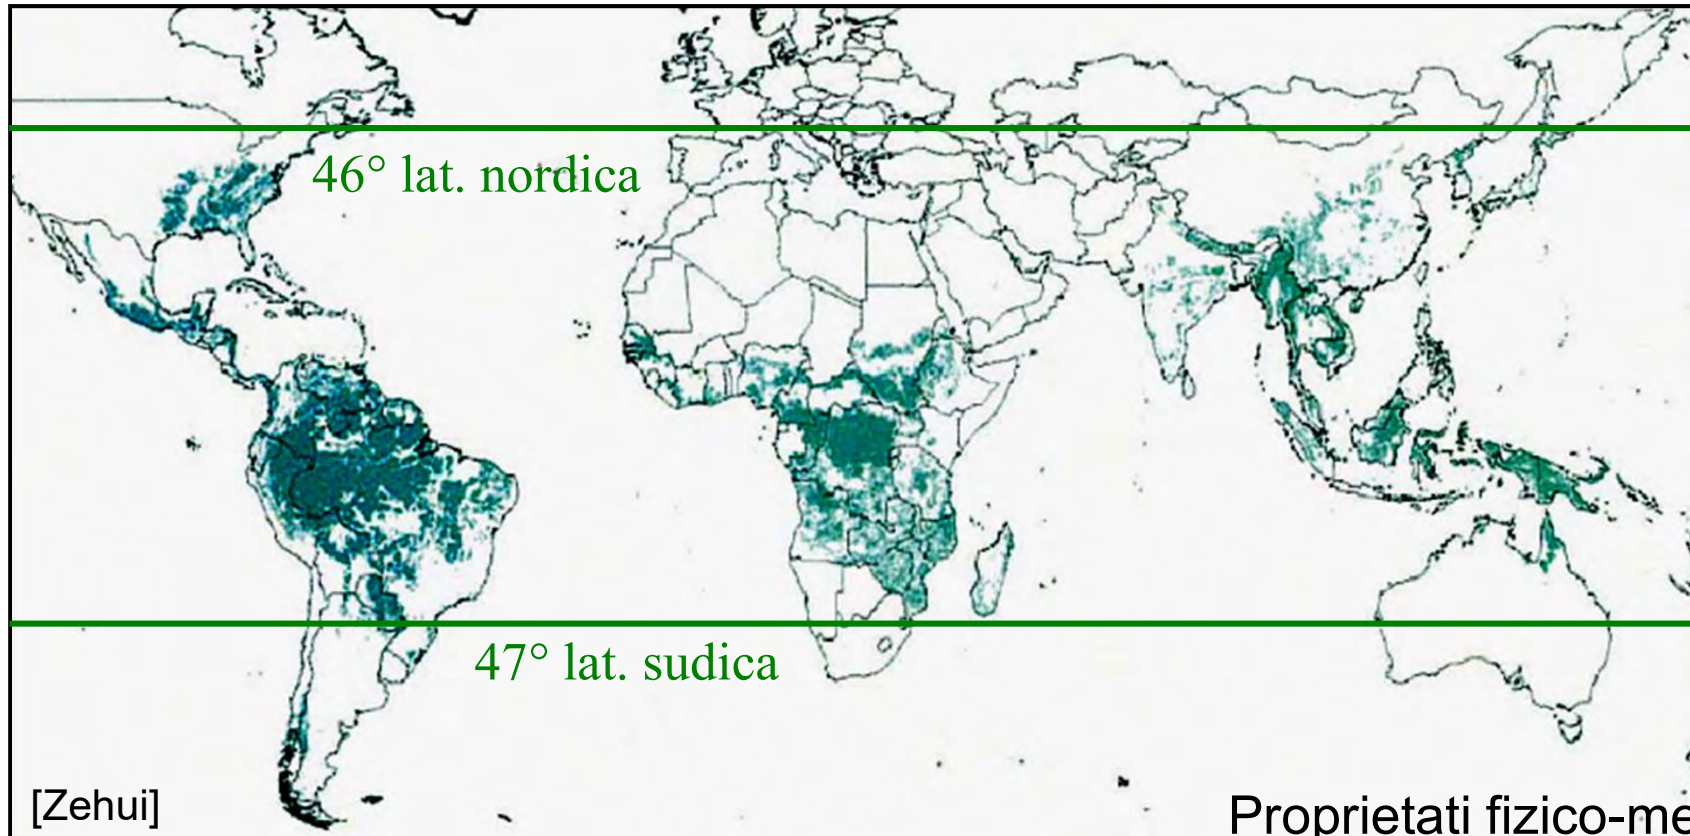 46° lat. nordica
47° lat. sudica
[Zehui]
Proprietati fizico-me